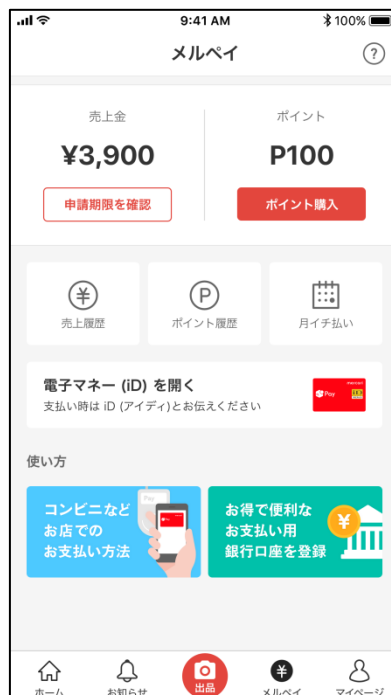 9:41 AM
100%
メルペイ
?
売上金
ポイント
¥3,900
P100
申請期限を確認
ポイント購入
¥
P
売上履歴
ポイント履歴
月イチ払い
電子マネー (iD) を開く
支払い時は iD (アイディ)とお伝えください
mercari
Pay
iD
使い方
Pay
コンビニなど
お店での
お支払い方法
お得で便利な
お支払い用
銀行口座を登録
¥
¥
ホーム
お知らせ
出品
メルペイ
マイページ